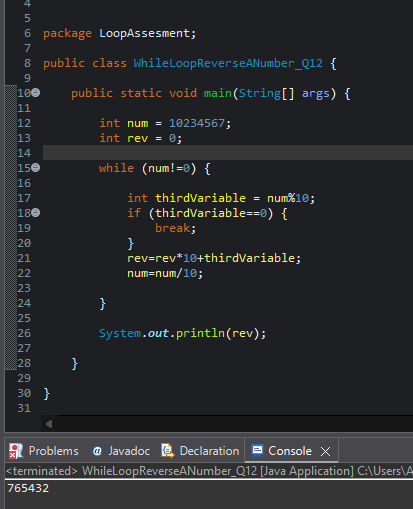 4
5
6 package LoopAssesment;
7
8 public class WhileLoopReverseANumber_Q12 {
9
10 public static void main(String[] args) {
11
12 int num = 10234567;
13 int rev = 0;
14
15 while (num!=0) {
16
17 int thirdVariable = num%10;
18 if (thirdVariable==0) {
19 break;
20 }
21 rev=rev*10+thirdVariable;
22 num=num/10;
23
24 }
25
26 System.out.println(rev);
27
28 }
29
30 }
31
Problems @ Javadoc Declaration Console
<terminated> WhileLoopReverseANumber_Q12 [Java Application] C:\Users\A
765432